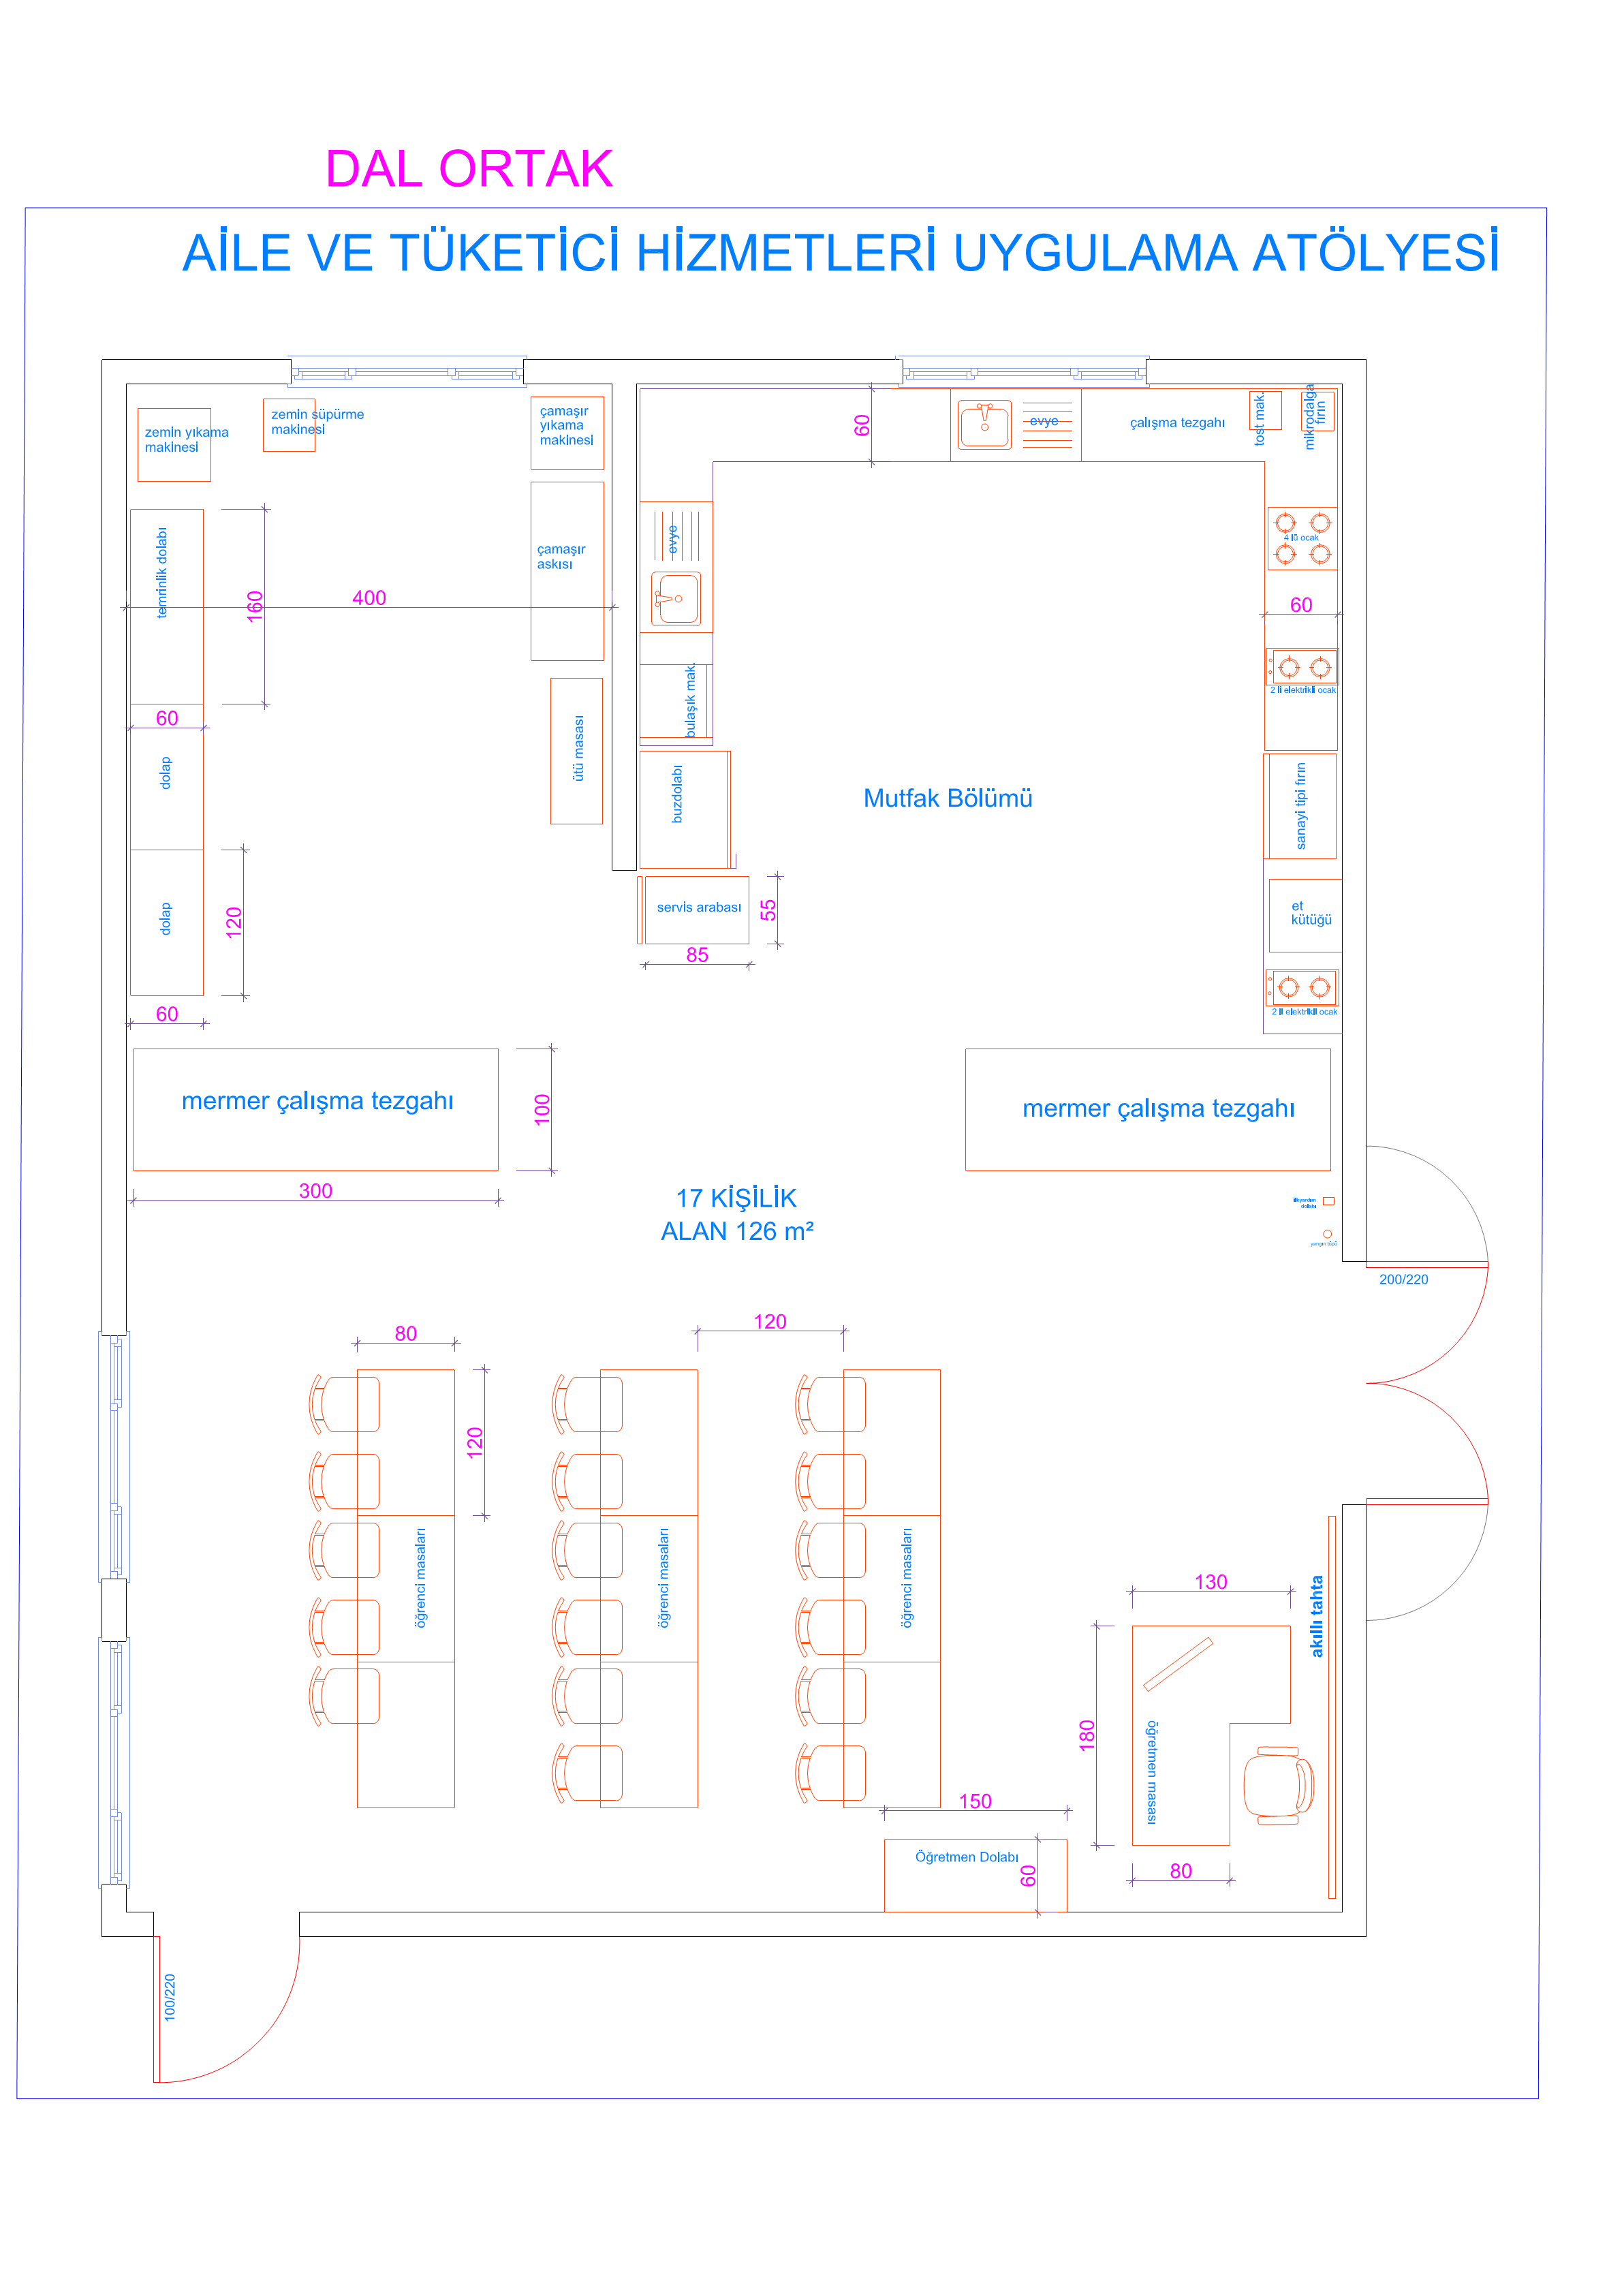 DAL ORTAK
AİLE VE TÜKETİCİ HİZMETLERİ UYGULAMA ATÖLYESİ
zemin yıkama
makinesi
zemin süpürme
makinesi
çamaşır
yıkama
makinesi
60
evye
çalışma tezgahı
tost mak.
mikrodalga
fırın
temrinlik dolabı
160
400
çamaşır
askısı
evye
4 lü ocak
60
2 li elektrikli ocak
bulaşık mak.
60
dolap
ütü masası
buzdolabı
Mutfak Bölümü
sanayi tipi fırın
dolap
120
servis arabası
55
85
et
kütüğü
60
2 li elektrikli ocak
mermer çalışma tezgahı
100
mermer çalışma tezgahı
300
17 KİŞİLİK
ALAN 126 m²
ilkyardım
dolabı
yangın tüpü
200/220
80
120
120
öğrenci masaları
öğrenci masaları
öğrenci masaları
130
akıllı tahta
180
öğretmen masası
150
Öğretmen Dolabı
60
80
100/220